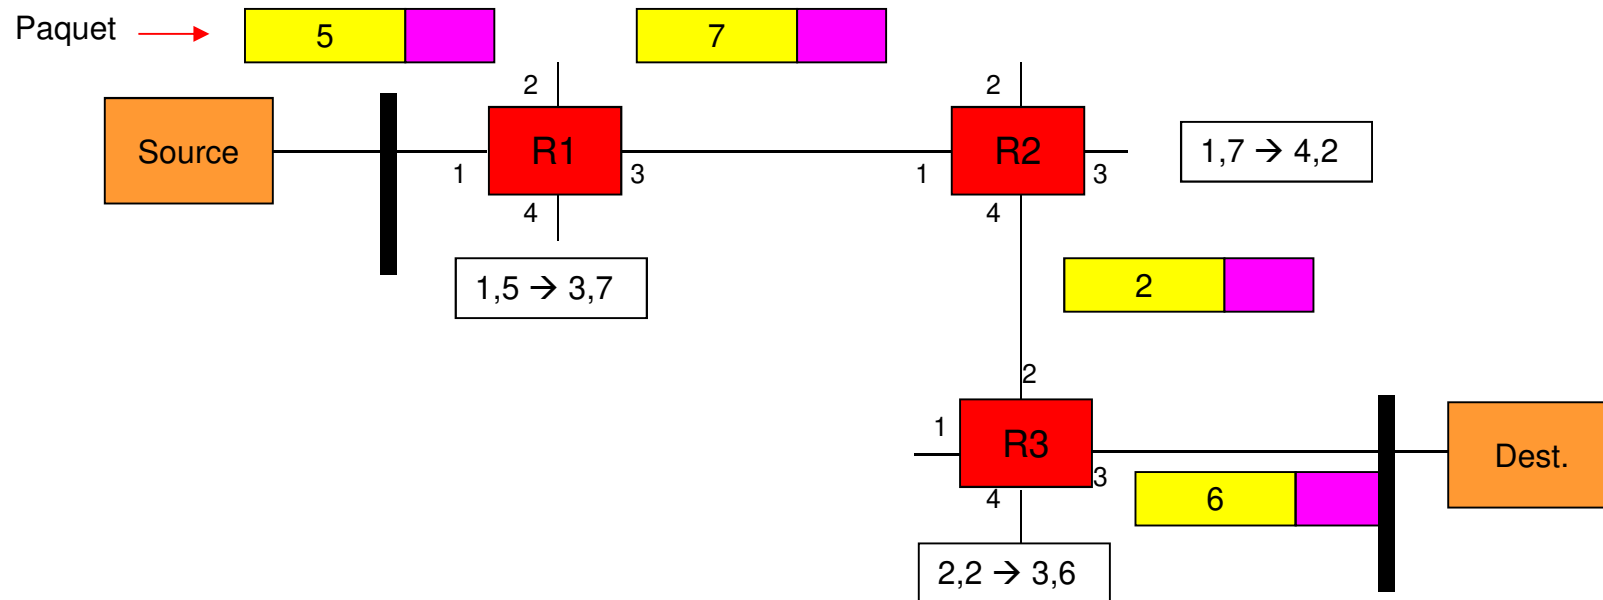 Paquet
5
7
2
2
Source
R1
R2
1,7 → 4,2
1
3
1
3
4
4
1,5 → 3,7
2
2
1
R3
Dest.
3
4
6
2,2 → 3,6